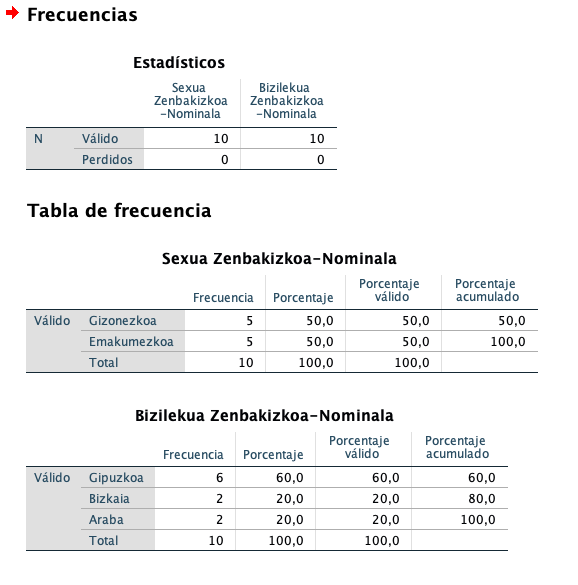 Frecuencias
Estadísticos
Sexua Bizilekua
Zenbakizkoa Zenbakizkoa
-Nominala -Nominala
N Válido 10 10
Perdidos 0 0
Tabla de frecuencia
Sexua Zenbakizkoa-Nominala
Porcentaje Porcentaje
Frecuencia Porcentaje válido acumulado
Válido Gizonezkoa 5 50,0 50,0 50,0
Emakumezkoa 5 50,0 50,0 100,0
Total 10 100,0 100,0
Bizilekua Zenbakizkoa-Nominala
Porcentaje Porcentaje
Frecuencia Porcentaje válido acumulado
Válido Gipuzkoa 6 60,0 60,0 60,0
Bizkaia 2 20,0 20,0 80,0
Araba 2 20,0 20,0 100,0
Total 10 100,0 100,0